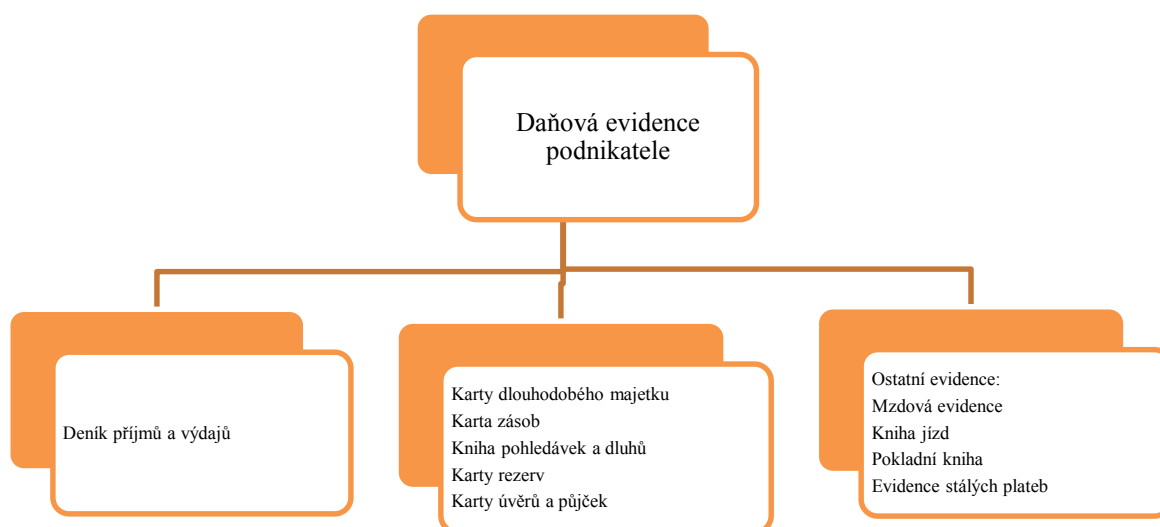 Daňová evidence
podnikatele
Deník příjmů a výdajů
Karty dlouhodobého majetku
Karta zásob
Kniha pohledávek a dluhů
Karty rezerv
Karty úvěrů a půjček
Ostatní evidence:
Mzdová evidence
Kniha jízd
Pokladní kniha
Evidence stálých plateb